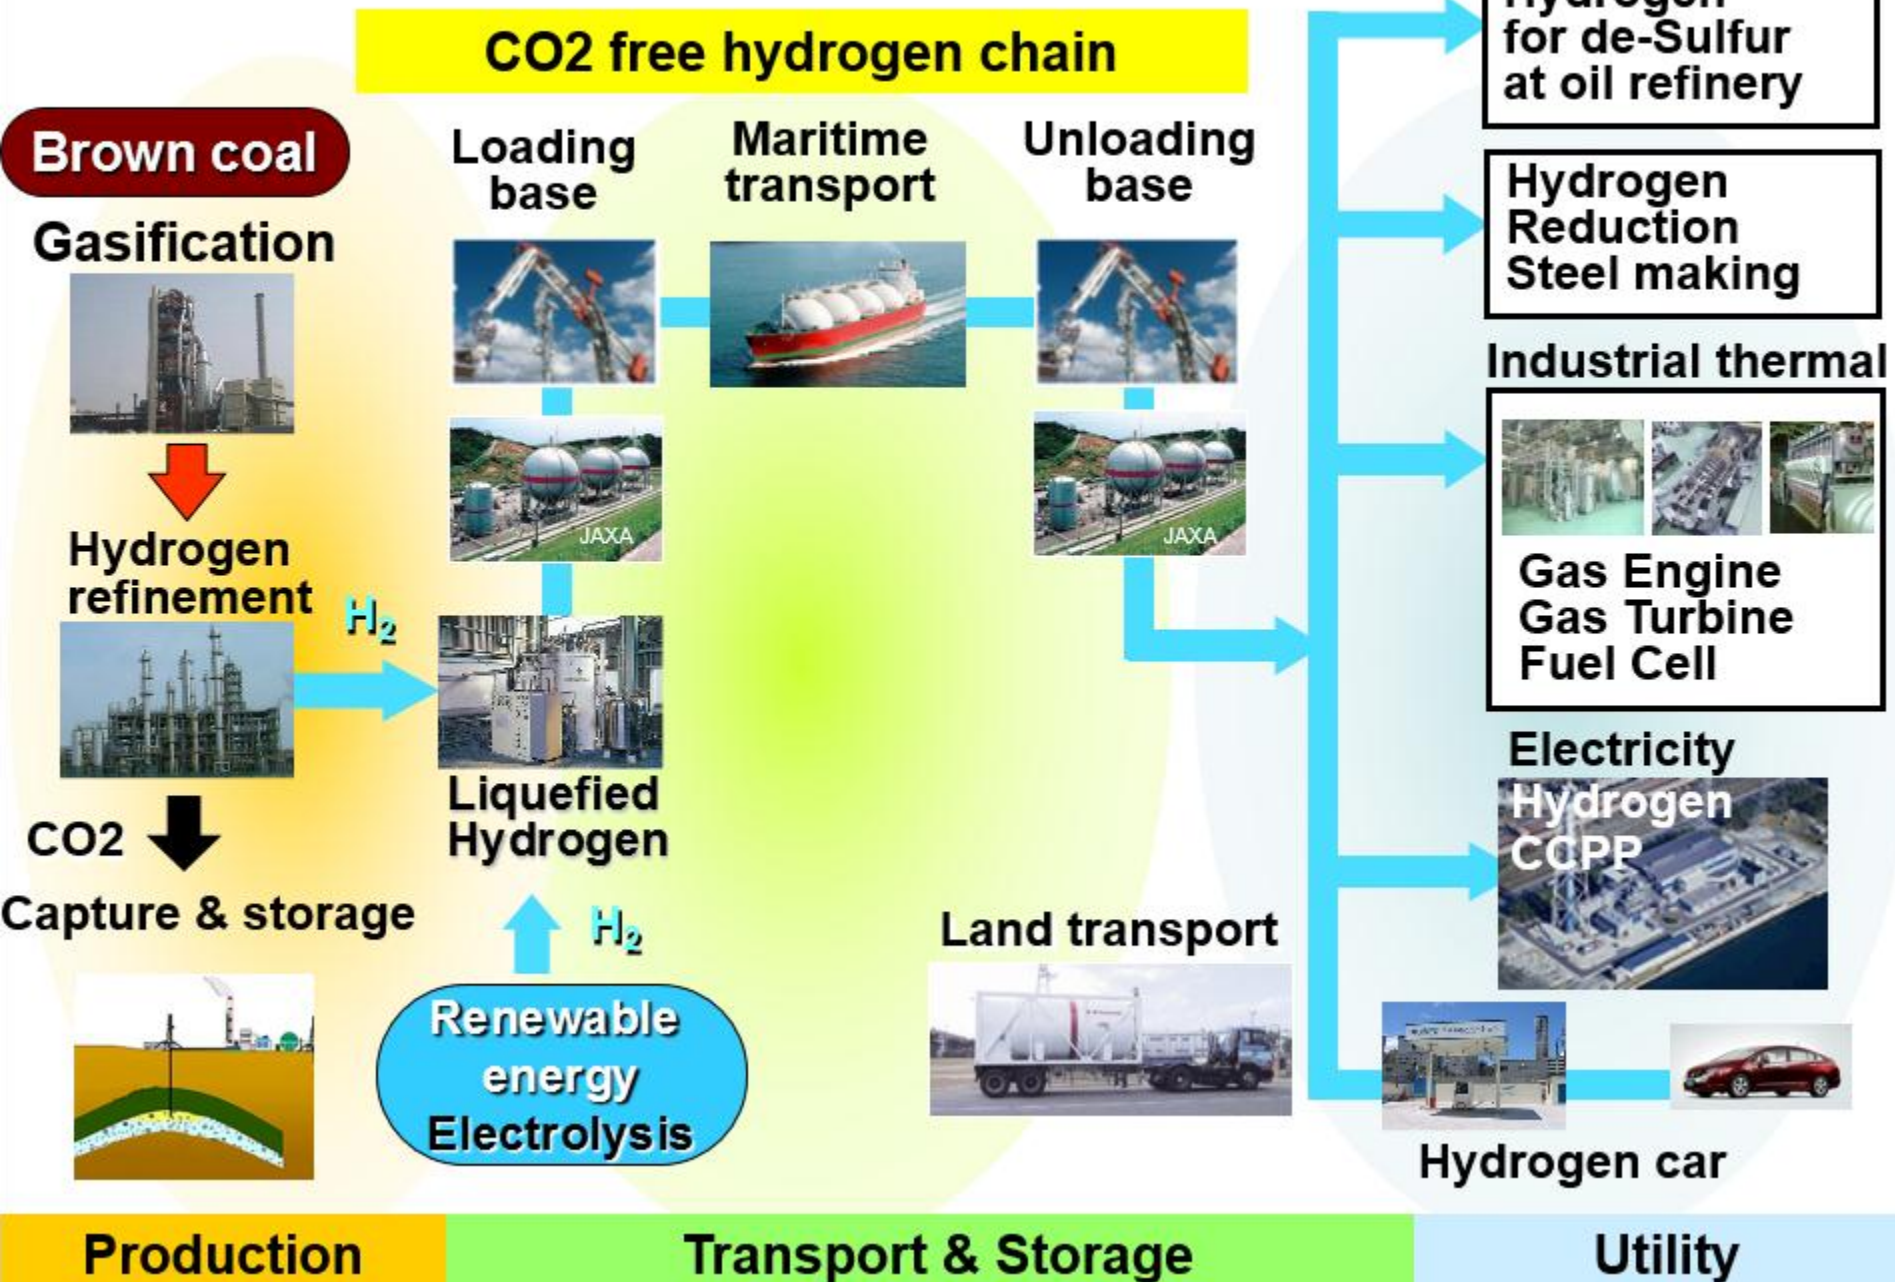 CO2 free hydrogen chain
Brown coal
Gasification
Hydrogen
refinement
H₂
CO2
Capture & storage
Loading
base
Maritime
transport
Unloading
base
JAXA
JAXA
Liquefied
Hydrogen
H₂
Renewable
energy
Electrolysis
Land transport
Hydrogen
for de-Sulfur
at oil refinery
Hydrogen
Reduction
Steel making
Industrial thermal
Gas Engine
Gas Turbine
Fuel Cell
Electricity
Hydrogen
CCPP
Hydrogen car
Production
Transport & Storage
Utility